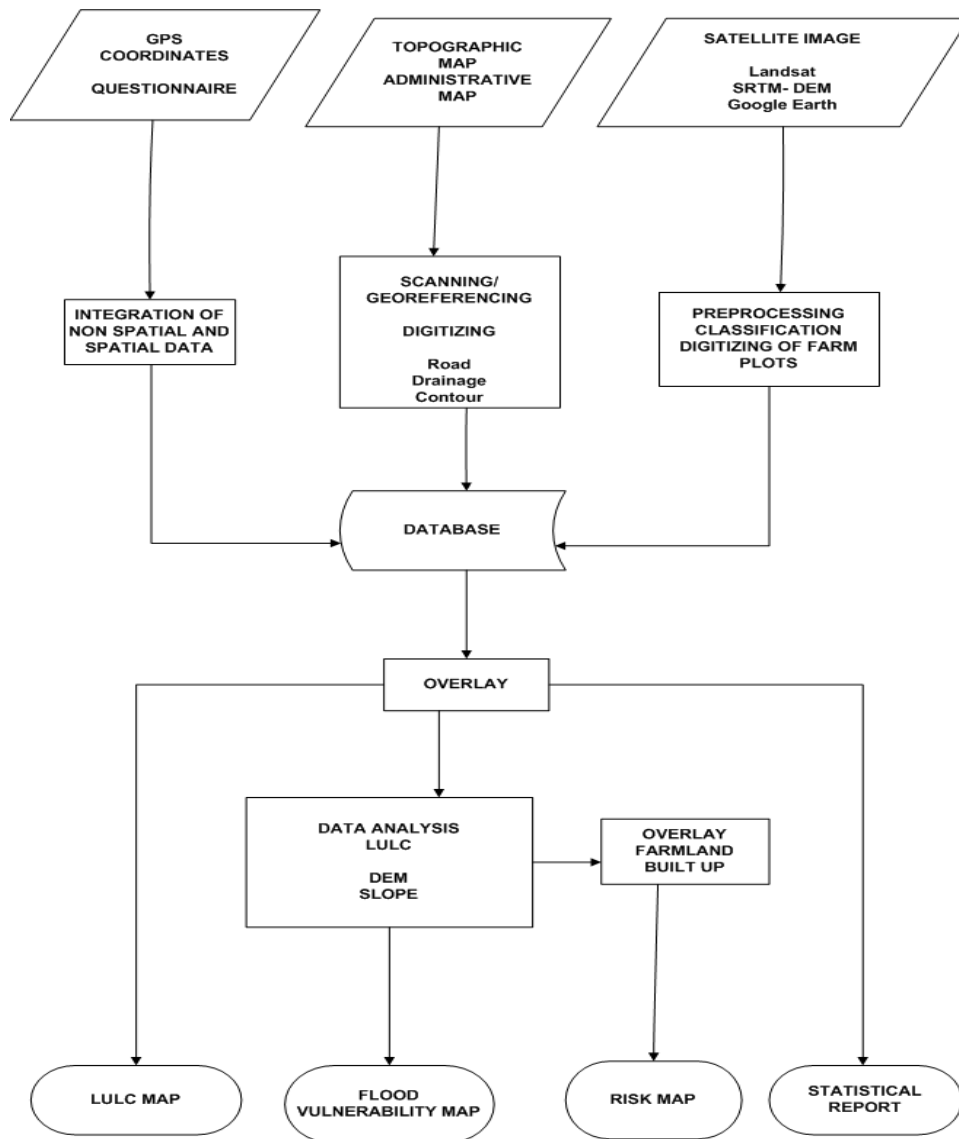 GPS
COORDINATES
QUESTIONNAIRE
TOPOGRAPHIC
MAP
ADMINISTRATIVE
MAP
SATELLITE IMAGE
Landsat
SRTM- DEM
Google Earth
INTEGRATION OF
NON SPATIAL AND
SPATIAL DATA
SCANNING/
GEOREFERENCING
DIGITIZING
Road
Drainage
Contour
PREPROCESSING
CLASSIFICATION
DIGITIZING OF FARM
PLOTS
DATABASE
OVERLAY
DATA ANALYSIS
LULC
DEM
SLOPE
OVERLAY
FARMLAND
BUILT UP
LULC MAP
FLOOD
VULNERABILITY MAP
RISK MAP
STATISTICAL
REPORT